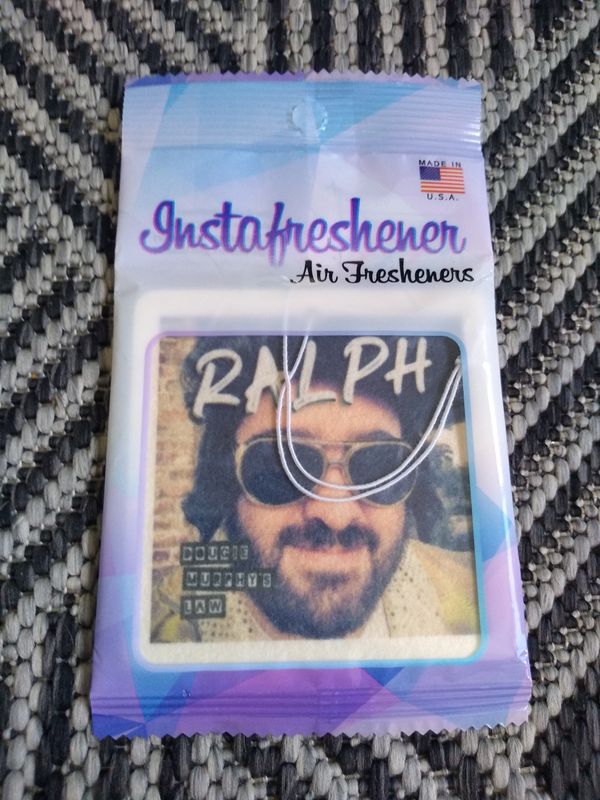 MADE IN
U.S.A.
Instafreshener
Air Fresheners
RALPH
DOUGIE
MURPHY'S
LAW